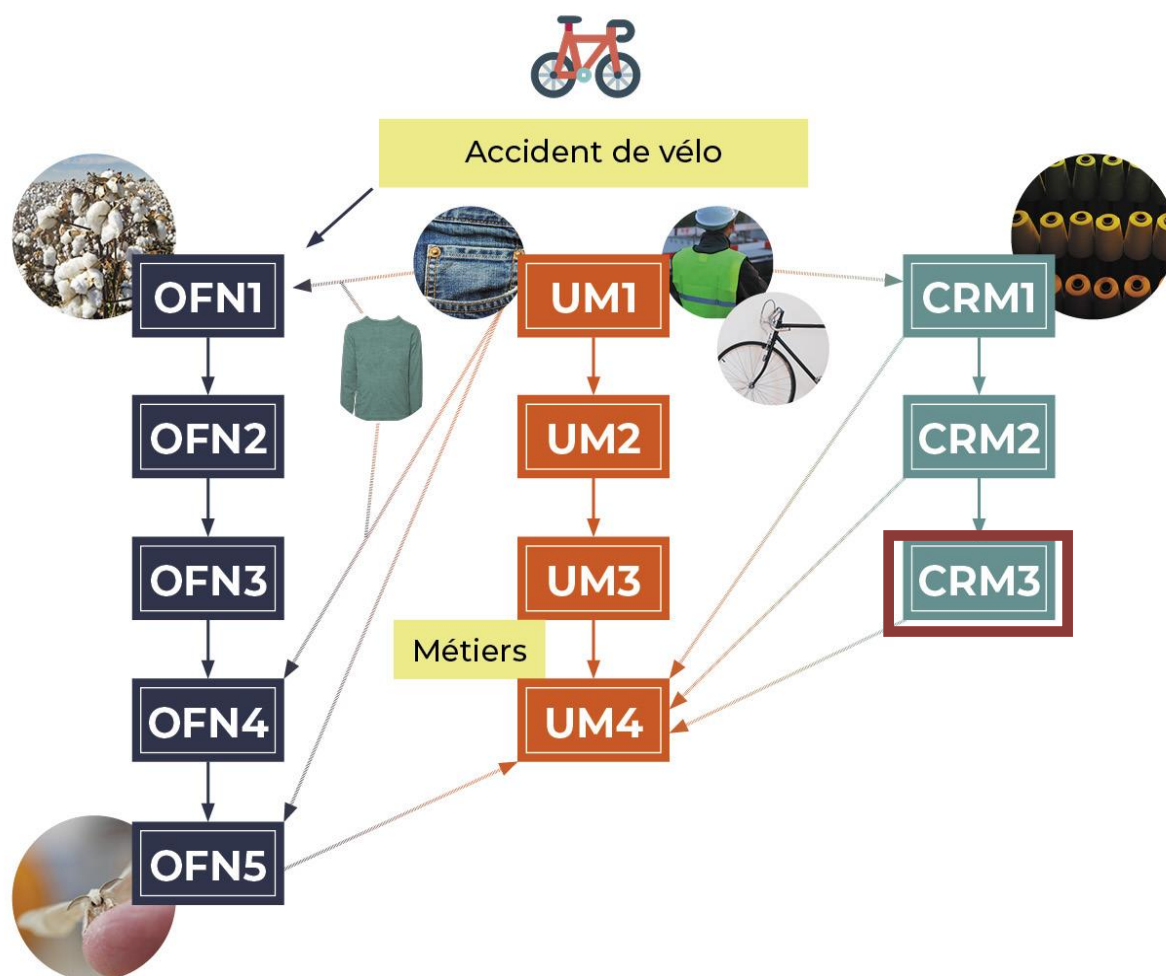 Accident de vélo
OFN1
UM1
CRM1
OFN2
UM2
CRM2
OFN3
UM3
CRM3
Métiers
OFN4
UM4
OFN5